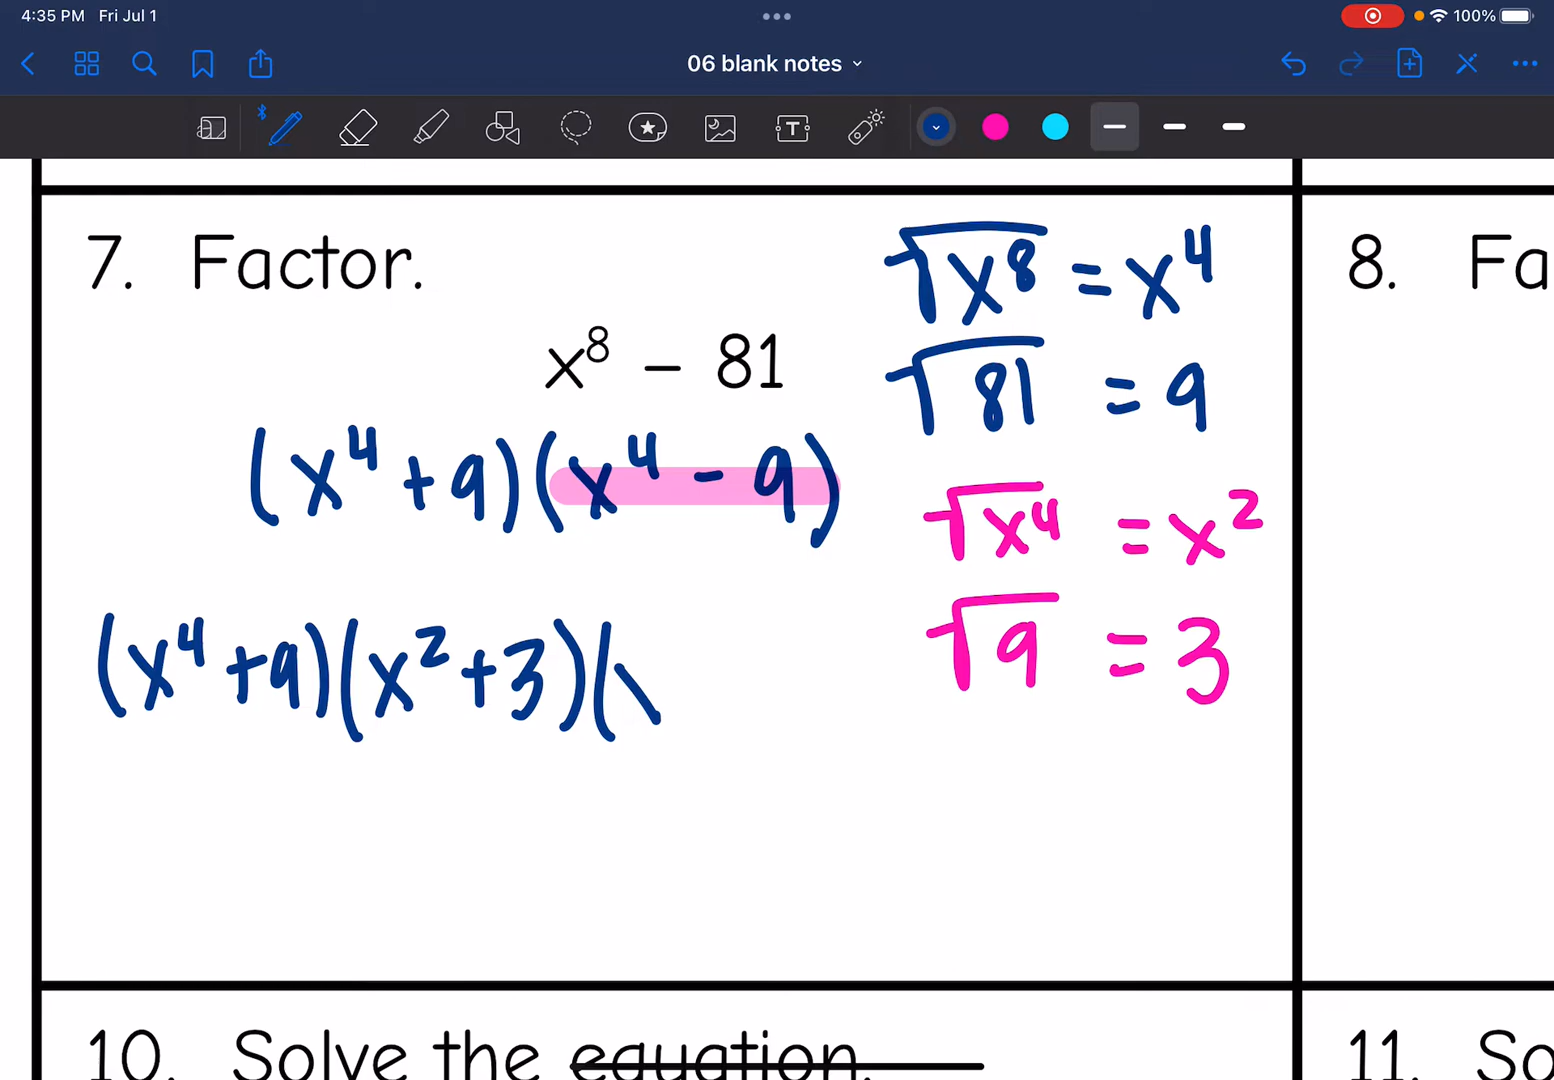 4:35 PM Fri Jul 1
100%
06 blank notes
7. Factor.
x⁸ – 81
(x⁴ + 9)(x⁴ - 9)
(x⁴ + 9)(x² + 3)(
√x⁸ = x⁴
√81 = 9
√x⁴ = x²
√9 = 3
8. Fa
10. Solve the equation.
11. So